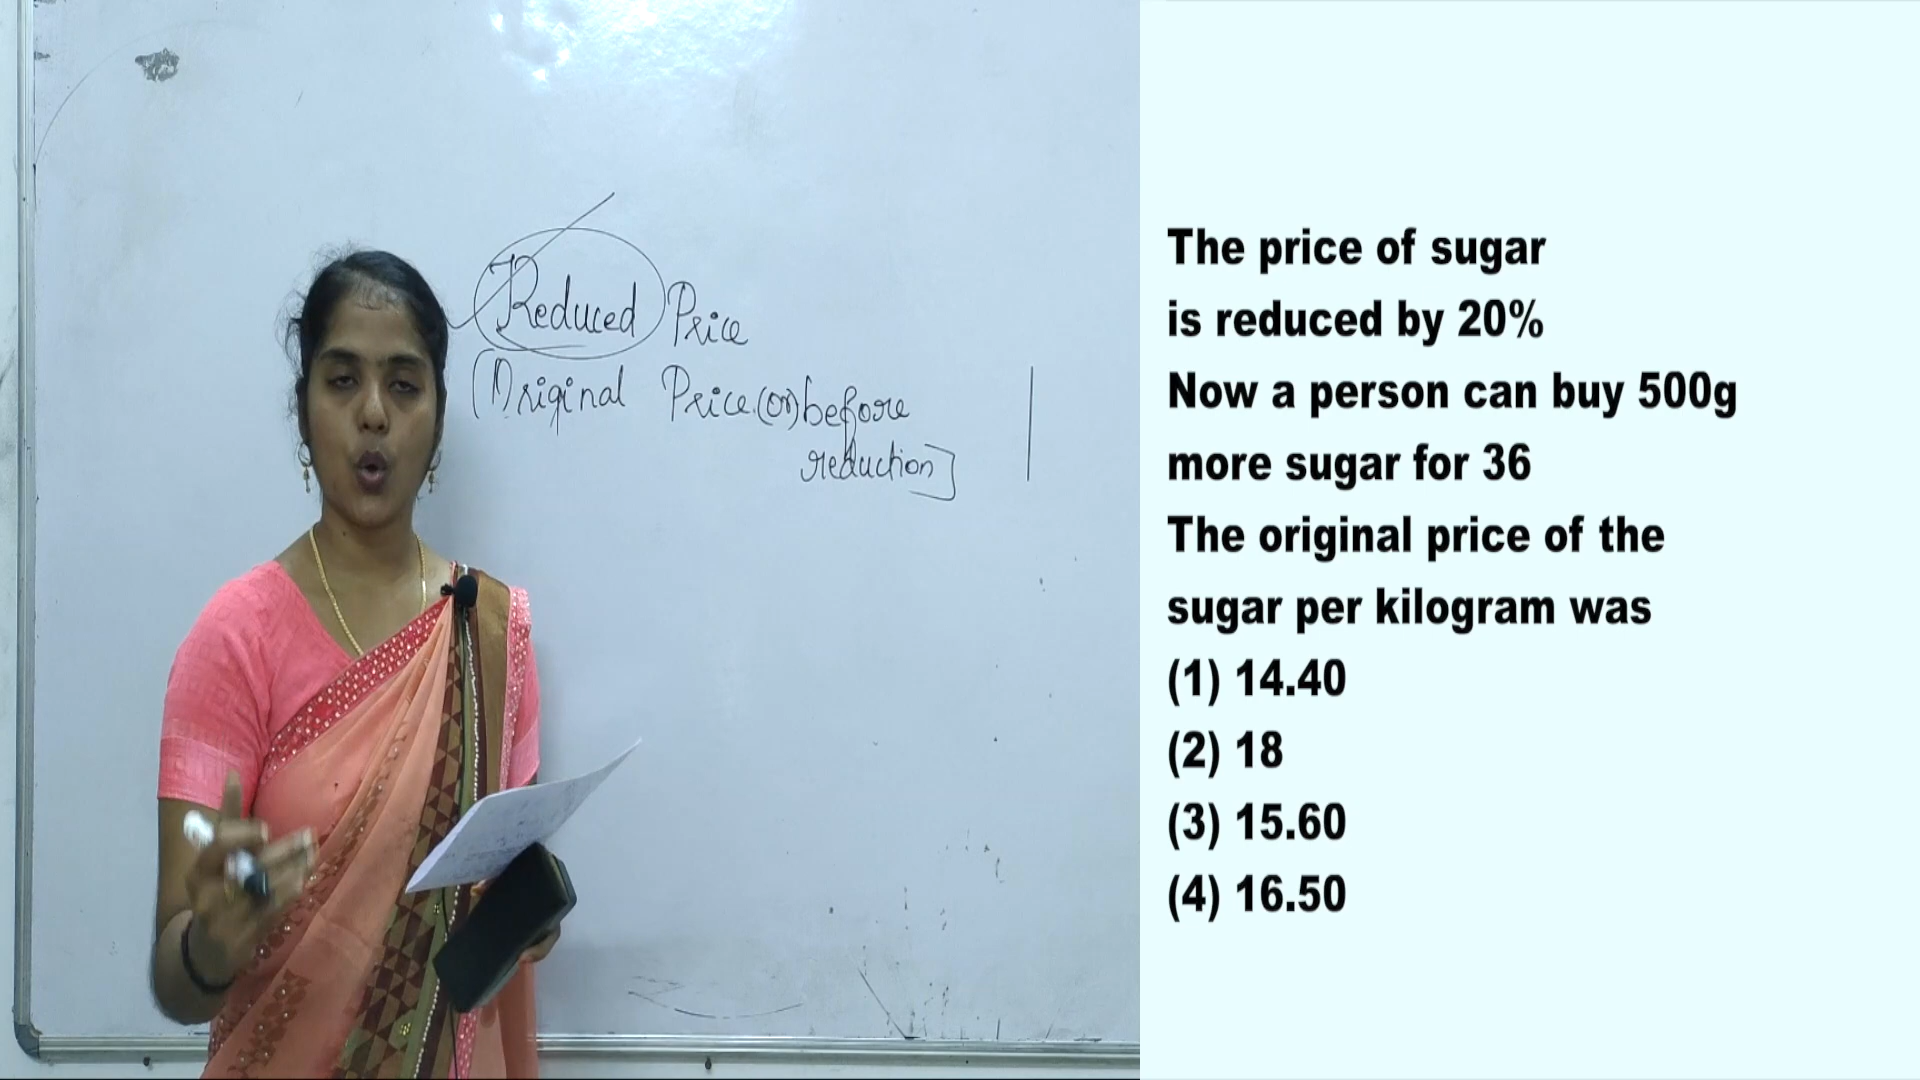 Reduced Price
(Original Price (or) before
reduction]
The price of sugar
is reduced by 20%
Now a person can buy 500g
more sugar for 36
The original price of the
sugar per kilogram was
(1) 14.40
(2) 18
(3) 15.60
(4) 16.50